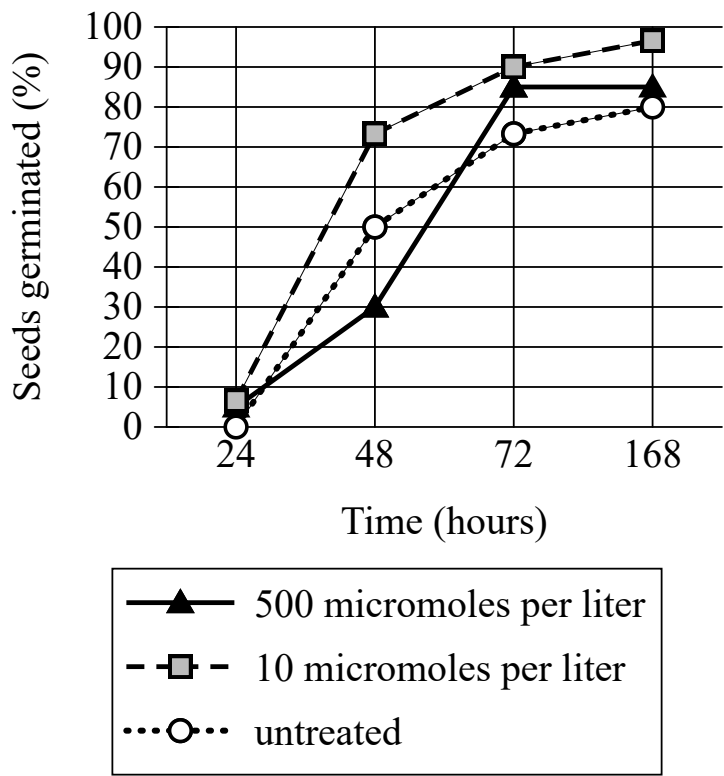 Seeds germinated (%)
100
90
80
70
60
50
40
30
20
10
0
24 48 72 168
Time (hours)
500 micromoles per liter
10 micromoles per liter
untreated